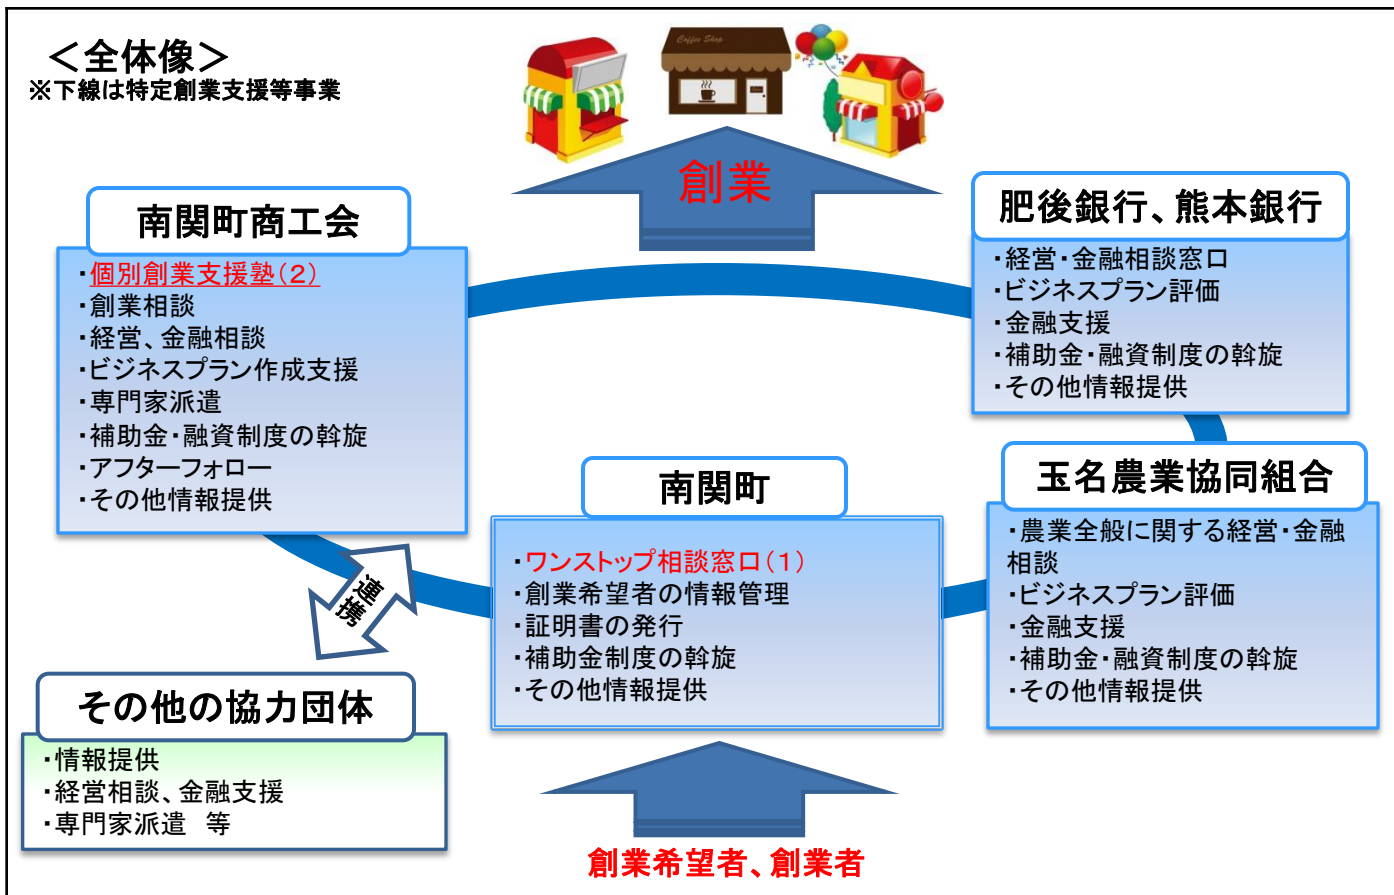 ＜全体像＞
※下線は特定創業支援等事業
Coffee Shop
創業
南関町商工会
・個別創業支援塾(２)
・創業相談
・経営、金融相談
・ビジネスプラン作成支援
・専門家派遣
・補助金・融資制度の斡旋
・アフターフォロー
・その他情報提供
肥後銀行、熊本銀行
・経営・金融相談窓口
・ビジネスプラン評価
・金融支援
・補助金・融資制度の斡旋
・その他情報提供
南関町
・ワンストップ相談窓口(１)
・創業希望者の情報管理
・証明書の発行
・補助金制度の斡旋
・その他情報提供
玉名農業協同組合
・農業全般に関する経営・金融
相談
・ビジネスプラン評価
・金融支援
・補助金・融資制度の斡旋
・その他情報提供
連携
その他の協力団体
・情報提供
・経営相談、金融支援
・専門家派遣　等
創業希望者、創業者